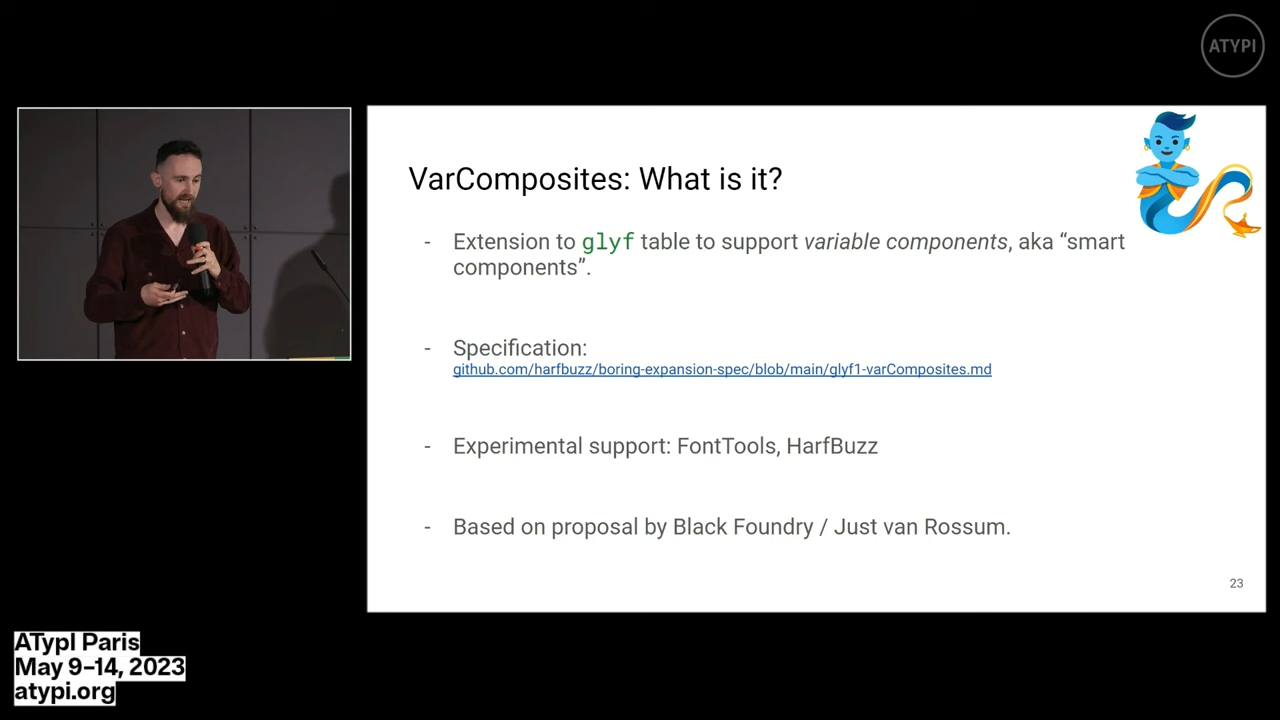 ATYPI
VarComposites: What is it?
- Extension to glyf table to support variable components, aka “smart
components”.
- Specification:
github.com/harfbuzz/boring-expansion-spec/blob/main/glyf1-varComposites.md
- Experimental support: FontTools, HarfBuzz
- Based on proposal by Black Foundry / Just van Rossum.
23
ATypI Paris
May 9–14, 2023
atypi.org